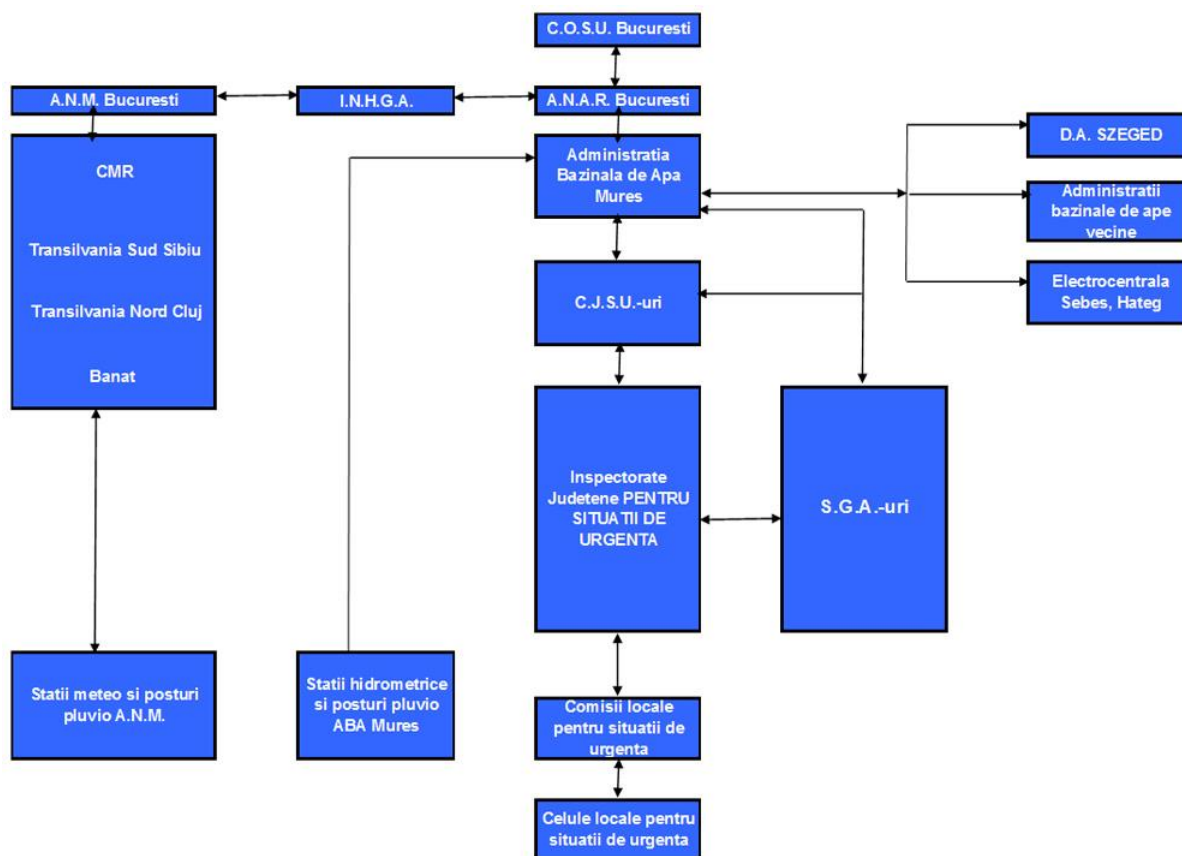 C.O.S.U. Bucuresti
A.N.M. Bucuresti
I.N.H.G.A.
A.N.A.R. Bucuresti
CMR
Transilvania Sud Sibiu
Transilvania Nord Cluj
Banat
Administratia
Bazinala de Apa
Mures
D.A. SZEGED
Administratii
bazinale de ape
vecine
Electrocentrala
Sebes, Hateg
C.J.S.U.-uri
Inspectorate
Judetene PENTRU
SITUATII DE
URGENTA
S.G.A.-uri
Statii meteo si posturi
pluvio A.N.M.
Statii hidrometrice
si posturi pluvio
ABA Mures
Comisii locale
pentru situatii de
urgenta
Celule locale pentru
situatii de urgenta